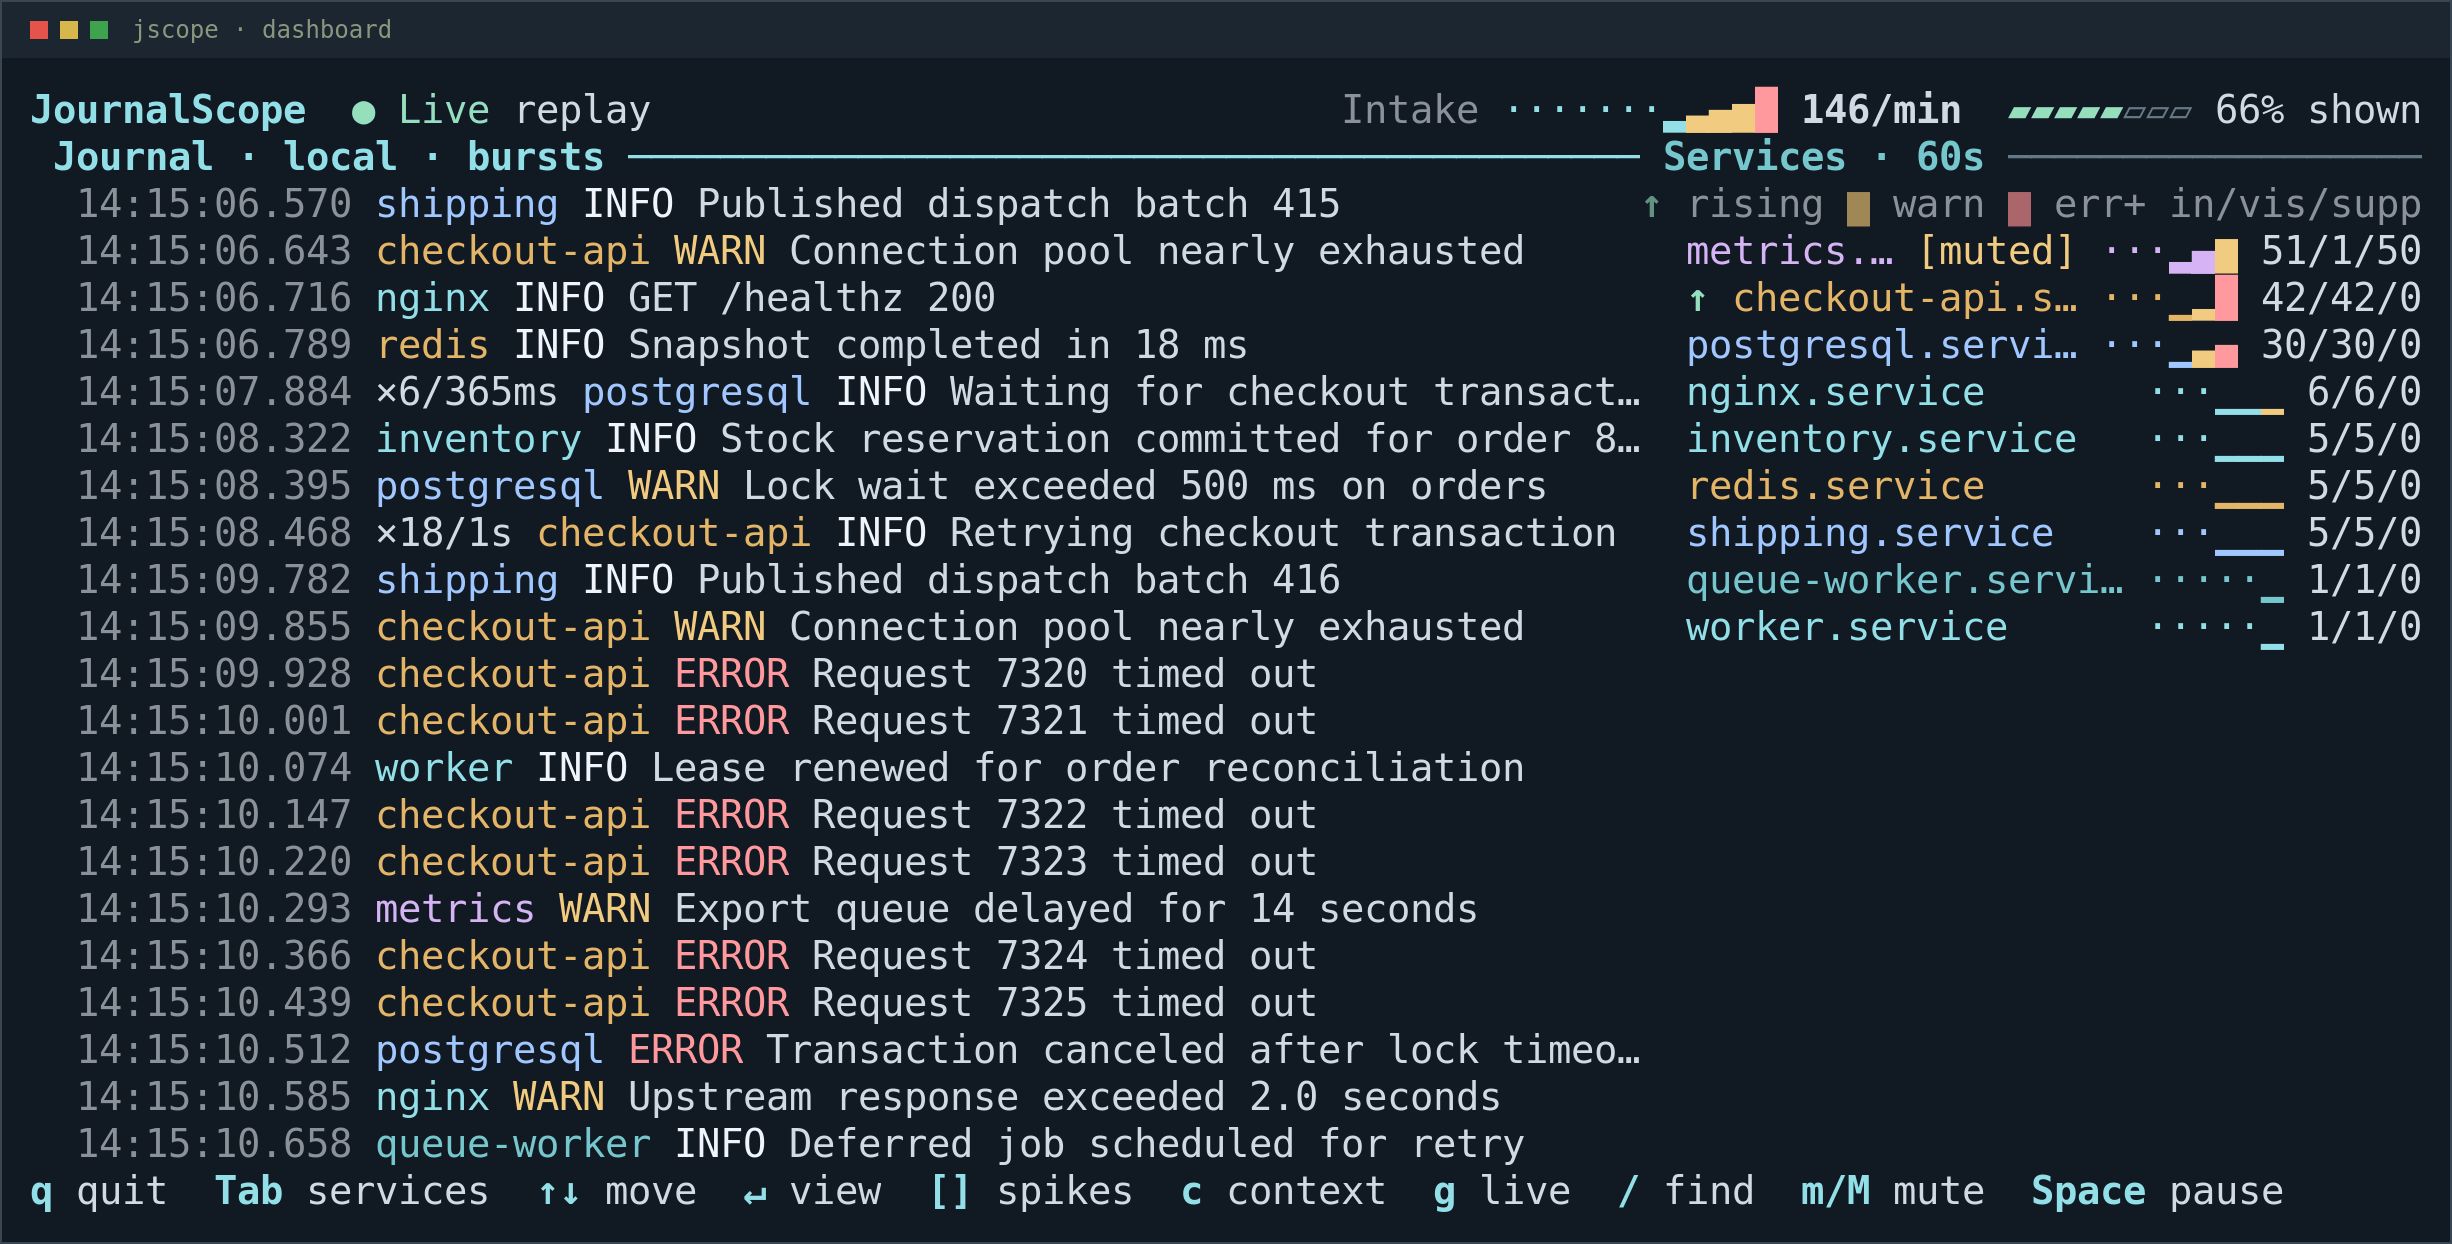 jscope · dashboard
JournalScope ● Live replay Intake 146/min 66% shown
Journal · local · bursts Services · 60s
14:15:06.570 shipping INFO Published dispatch batch 415 ↑ rising warn err+ in/vis/supp
14:15:06.643 checkout-api WARN Connection pool nearly exhausted metrics.… [muted] 51/1/50
14:15:06.716 nginx INFO GET /healthz 200 ↑ checkout-api.s… 42/42/0
14:15:06.789 redis INFO Snapshot completed in 18 ms postgresql.servi… 30/30/0
14:15:07.884 ×6/365ms postgresql INFO Waiting for checkout transact… nginx.service 6/6/0
14:15:08.322 inventory INFO Stock reservation committed for order 8… inventory.service 5/5/0
14:15:08.395 postgresql WARN Lock wait exceeded 500 ms on orders redis.service 5/5/0
14:15:08.468 ×18/1s checkout-api INFO Retrying checkout transaction shipping.service 5/5/0
14:15:09.782 shipping INFO Published dispatch batch 416 queue-worker.servi… 1/1/0
14:15:09.855 checkout-api WARN Connection pool nearly exhausted worker.service 1/1/0
14:15:09.928 checkout-api ERROR Request 7320 timed out
14:15:10.001 checkout-api ERROR Request 7321 timed out
14:15:10.074 worker INFO Lease renewed for order reconciliation
14:15:10.147 checkout-api ERROR Request 7322 timed out
14:15:10.220 checkout-api ERROR Request 7323 timed out
14:15:10.293 metrics WARN Export queue delayed for 14 seconds
14:15:10.366 checkout-api ERROR Request 7324 timed out
14:15:10.439 checkout-api ERROR Request 7325 timed out
14:15:10.512 postgresql ERROR Transaction canceled after lock timeo…
14:15:10.585 nginx WARN Upstream response exceeded 2.0 seconds
14:15:10.658 queue-worker INFO Deferred job scheduled for retry
q quit Tab services ↑↓ move ↵ view [] spikes c context g live / find m/M mute Space pause